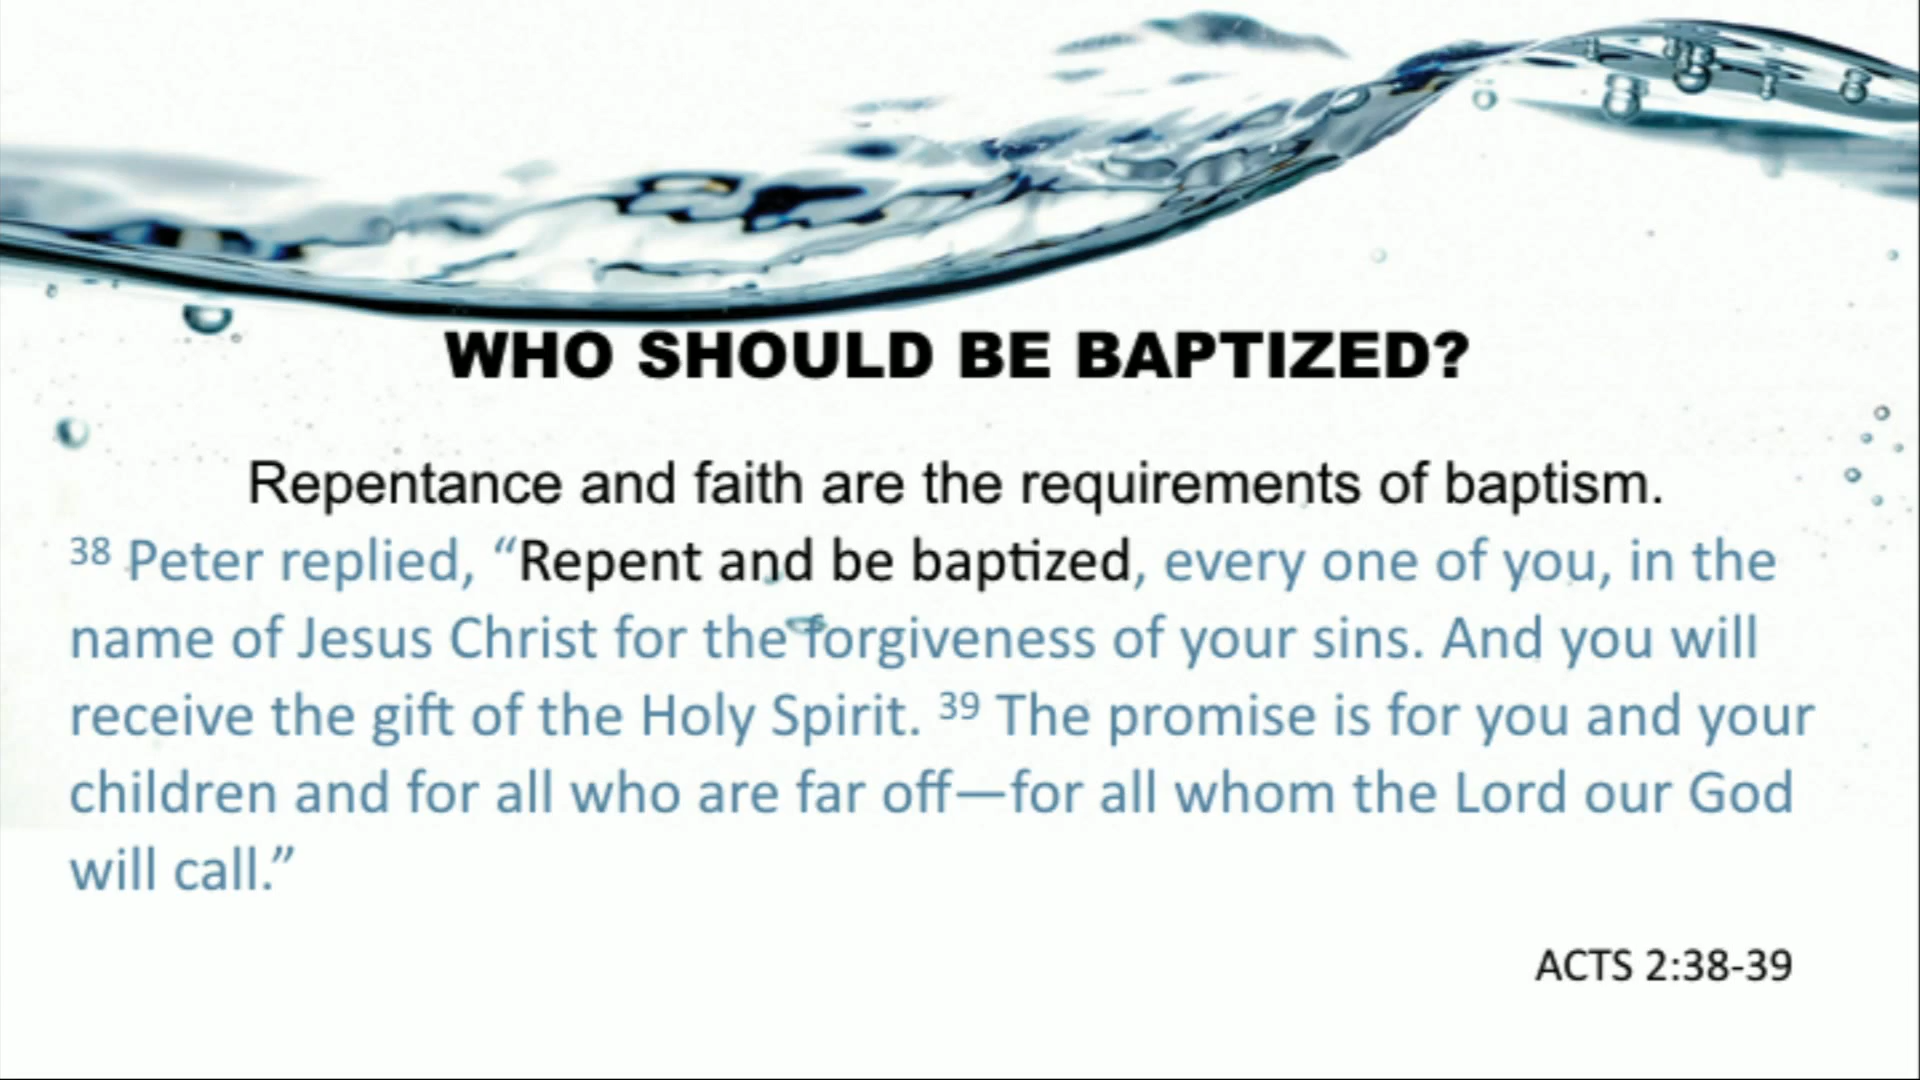 WHO SHOULD BE BAPTIZED?
Repentance and faith are the requirements of baptism.
38 Peter replied, “Repent and be baptized, every one of you, in the
name of Jesus Christ for the forgiveness of your sins. And you will
receive the gift of the Holy Spirit. 39 The promise is for you and your
children and for all who are far off—for all whom the Lord our God
will call.”
ACTS 2:38-39